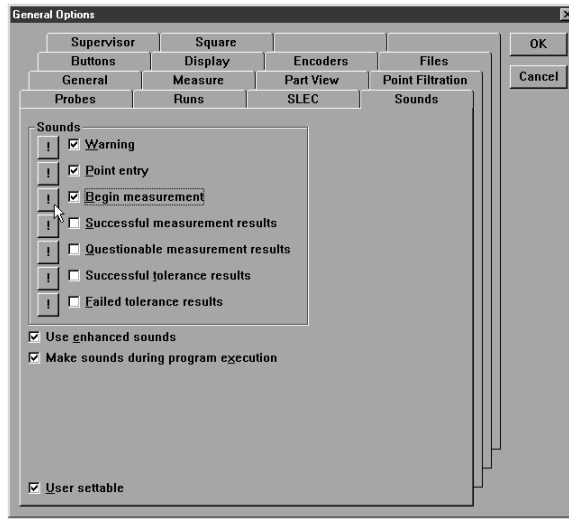 General Options
Supervisor Square
OK
Buttons Display Encoders Files
General Measure Part View Point Filtration
Cancel
Probes Runs SLEC Sounds
Sounds
! Warning
! Point entry
! Begin measurement
! Successful measurement results
! Questionable measurement results
! Successful tolerance results
! Failed tolerance results
Use enhanced sounds
Make sounds during program execution
User settable